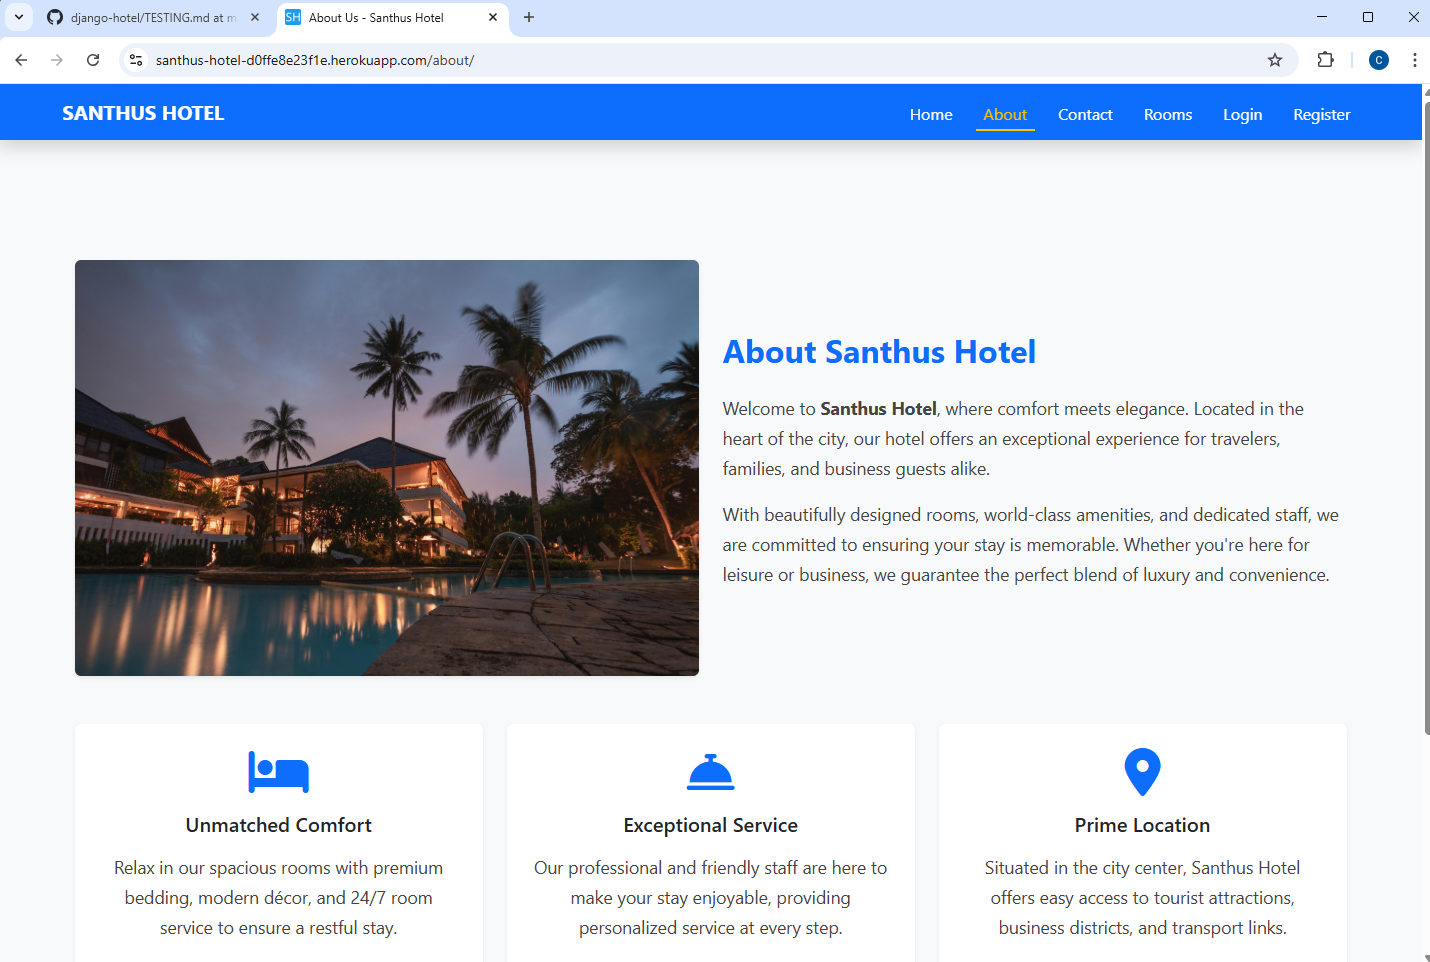 django-hotel/TESTING.md at m
SH About Us - Santhus Hotel
santhus-hotel-d0ffe8e23f1e.herokuapp.com/about/
C
SANTHUS HOTEL
Home About Contact Rooms Login Register
About Santhus Hotel
Welcome to Santhus Hotel, where comfort meets elegance. Located in the
heart of the city, our hotel offers an exceptional experience for travelers,
families, and business guests alike.
With beautifully designed rooms, world-class amenities, and dedicated staff, we
are committed to ensuring your stay is memorable. Whether you're here for
leisure or business, we guarantee the perfect blend of luxury and convenience.
Unmatched Comfort
Relax in our spacious rooms with premium
bedding, modern décor, and 24/7 room
service to ensure a restful stay.
Exceptional Service
Our professional and friendly staff are here to
make your stay enjoyable, providing
personalized service at every step.
Prime Location
Situated in the city center, Santhus Hotel
offers easy access to tourist attractions,
business districts, and transport links.